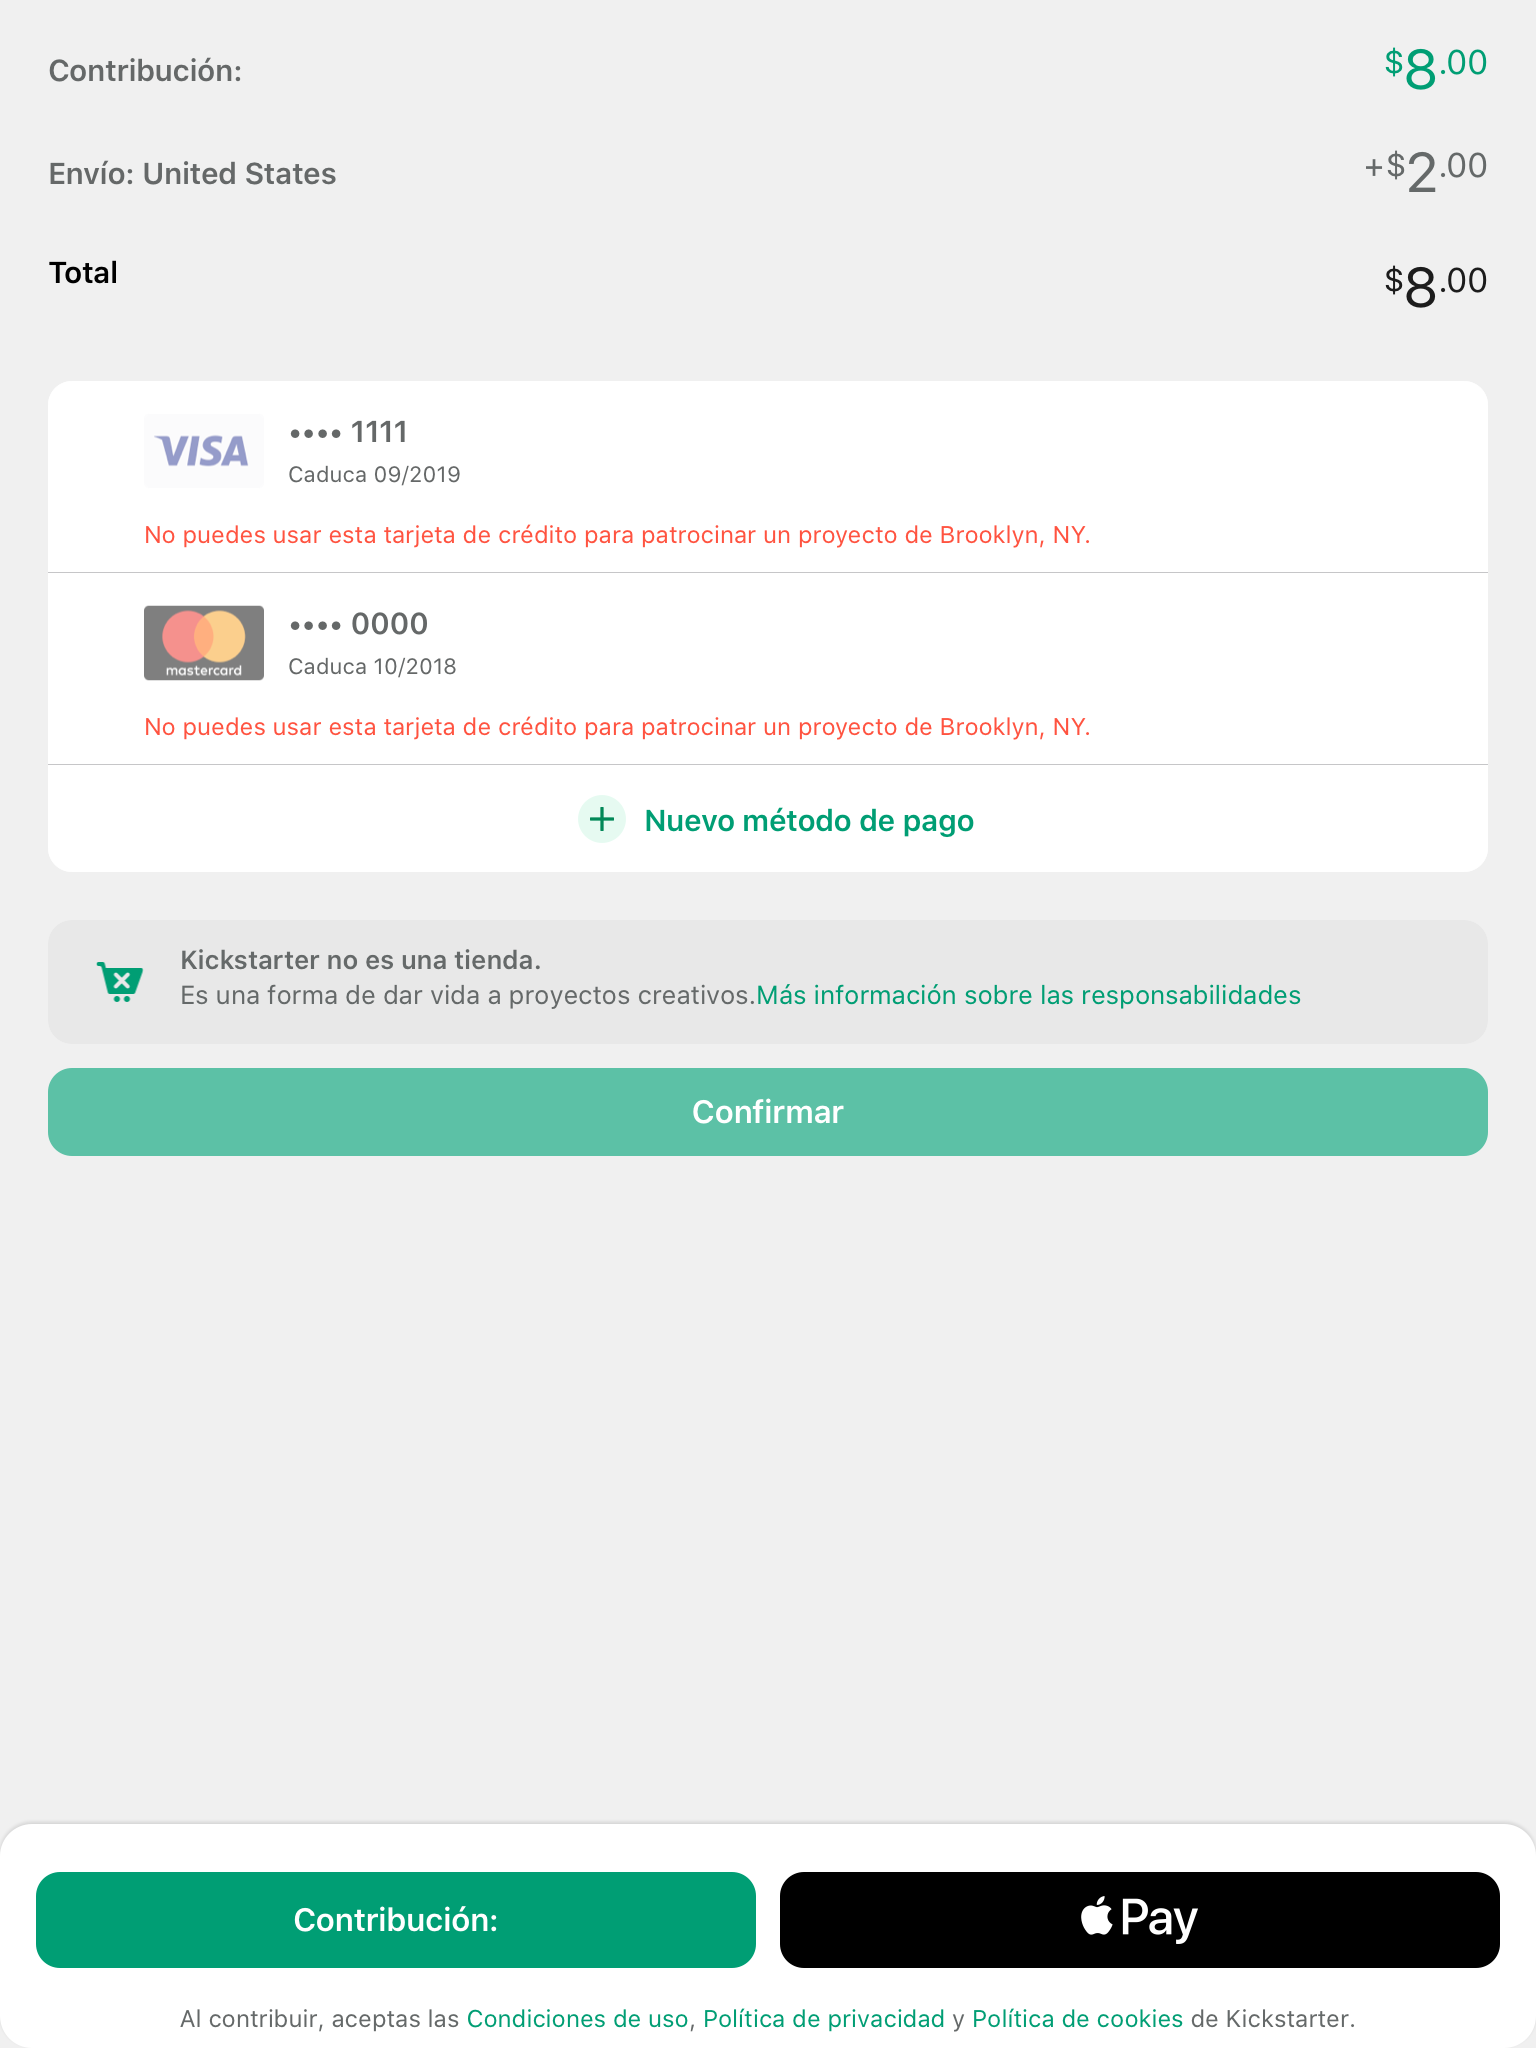 Contribución: $8.00
Envío: United States +$2.00
Total $8.00
VISA •••• 1111
Caduca 09/2019
No puedes usar esta tarjeta de crédito para patrocinar un proyecto de Brooklyn, NY.
mastercard •••• 0000
Caduca 10/2018
No puedes usar esta tarjeta de crédito para patrocinar un proyecto de Brooklyn, NY.
+ Nuevo método de pago
Kickstarter no es una tienda.
Es una forma de dar vida a proyectos creativos.Más información sobre las responsabilidades
Confirmar
Contribución: Pay
Al contribuir, aceptas las Condiciones de uso, Política de privacidad y Política de cookies de Kickstarter.